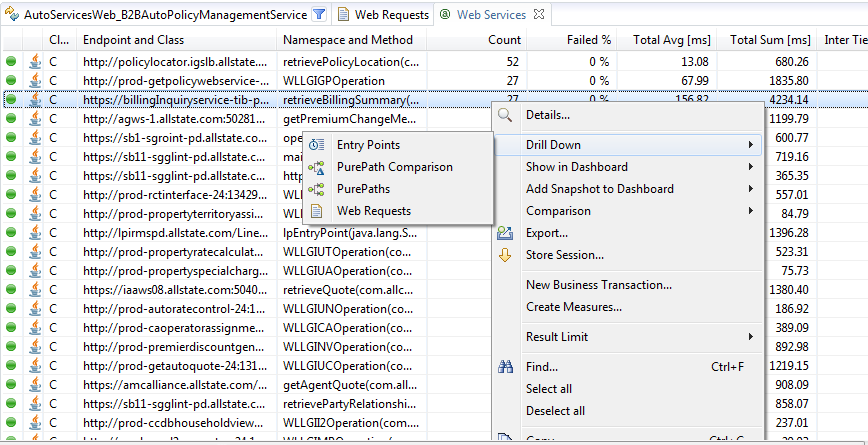 AutoServicesWeb_B2BAutoPolicyManagementService Web Requests Web Services
Cl... Endpoint and Class Namespace and Method Count Failed % Total Avg [ms] Total Sum [ms] Inter Tie
C http://policylocator.igslb.allstate.... retrievePolicyLocation(c... 52 0 % 13.08 680.26
C http://prod-getpolicywebservice-... WLLGIGPOperation 27 0 % 67.99 1835.80
C https://billingInquiryservice-tib-p... retrieveBillingSummary(... 27 0 % 156.82 4234.14
C http://agws-1.allstate.com:50281... getPremiumChangeMe... Details... 1199.79
C https://sb1-sgroint-pd.allstate.co... ope Entry Points Drill Down 600.77
C https://sb11-sgglint-pd.allstate.c... mai PurePath Comparison Show in Dashboard 719.16
C http://sb11-sgglint-pd.allstate.co... PurePaths Add Snapshot to Dashboard 365.35
C http://prod-rctinterface-24:13429... Web Requests Comparison 557.01
C http://prod-propertyterritoryassi... WLLG Export... 84.79
C http://lpirmspd.allstate.com/Line... lpEntryPoint(java.lang.S... Store Session... 1396.28
C http://prod-propertyratecalculat... WLLGIUTOperation(co... 523.31
C http://prod-propertyspecialcharg... WLLGIUAOperation(co... New Business Transaction... 75.73
C https://iaaws08.allstate.com:5040... retrieveQuote(com.allc... Create Measures... 1380.40
C http://prod-autoratecontrol-24:1... WLLGIUNOperation(co... 186.92
C http://prod-caoperatorassignme... WLLGICAOperation(co... Result Limit 389.09
C http://prod-premierdiscountgen... WLLGINVOperation(co... 892.98
C http://prod-getautoquote-24:131... WLLGIUCOperation(co... Find... Ctrl+F 1219.15
C https://amcalliance.allstate.com/... getAgentQuote(com.all... Select all 908.09
C https://sb11-sgglint-pd.allstate.c... retrievePartyRelationshi... Deselect all 858.07
C http://prod-ccdbhouseholdview... WLLGII2Operation(co... 237.01